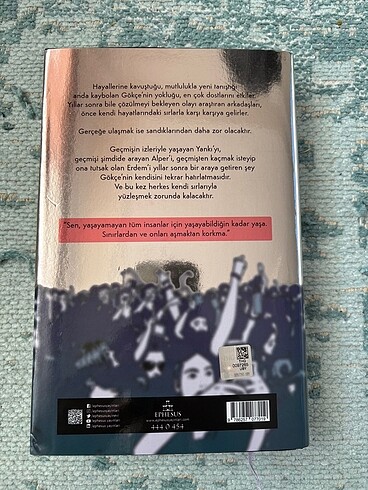 Hayallerine kavuştuğu, mutlulukla yeni tanıştığı
anda kaybolan Gökçe'nin yokluğu, en çok dostlarını etkiler.
Yıllar sonra bile çözülmeyi bekleyen olayı araştıran arkadaşları,
önce kendi hayatlarındaki sırlarla karşı karşıya gelirler.
Gerçeğe ulaşmak ise sandıklarından daha zor olacaktır.
Geçmişin izleriyle yaşayan Yankı'yı,
geçmişi şimdide arayan Alper'i, geçmişten kaçmak isteyip
ona tutsak olan Erdem'i yıllar sonra bir araya getiren şey
Gökçe'nin kendisini tekrar hatırlatmasıdır.
Ve bu kez herkes kendi sırlarıyla
yüzleşmek zorunda kalacaktır.
"Sen, yaşayamayan tüm insanlar için yaşayabildiğin kadar yaşa.
Sınırlardan ve onları aşmaktan korkma."
EPHESUS
444 0 454